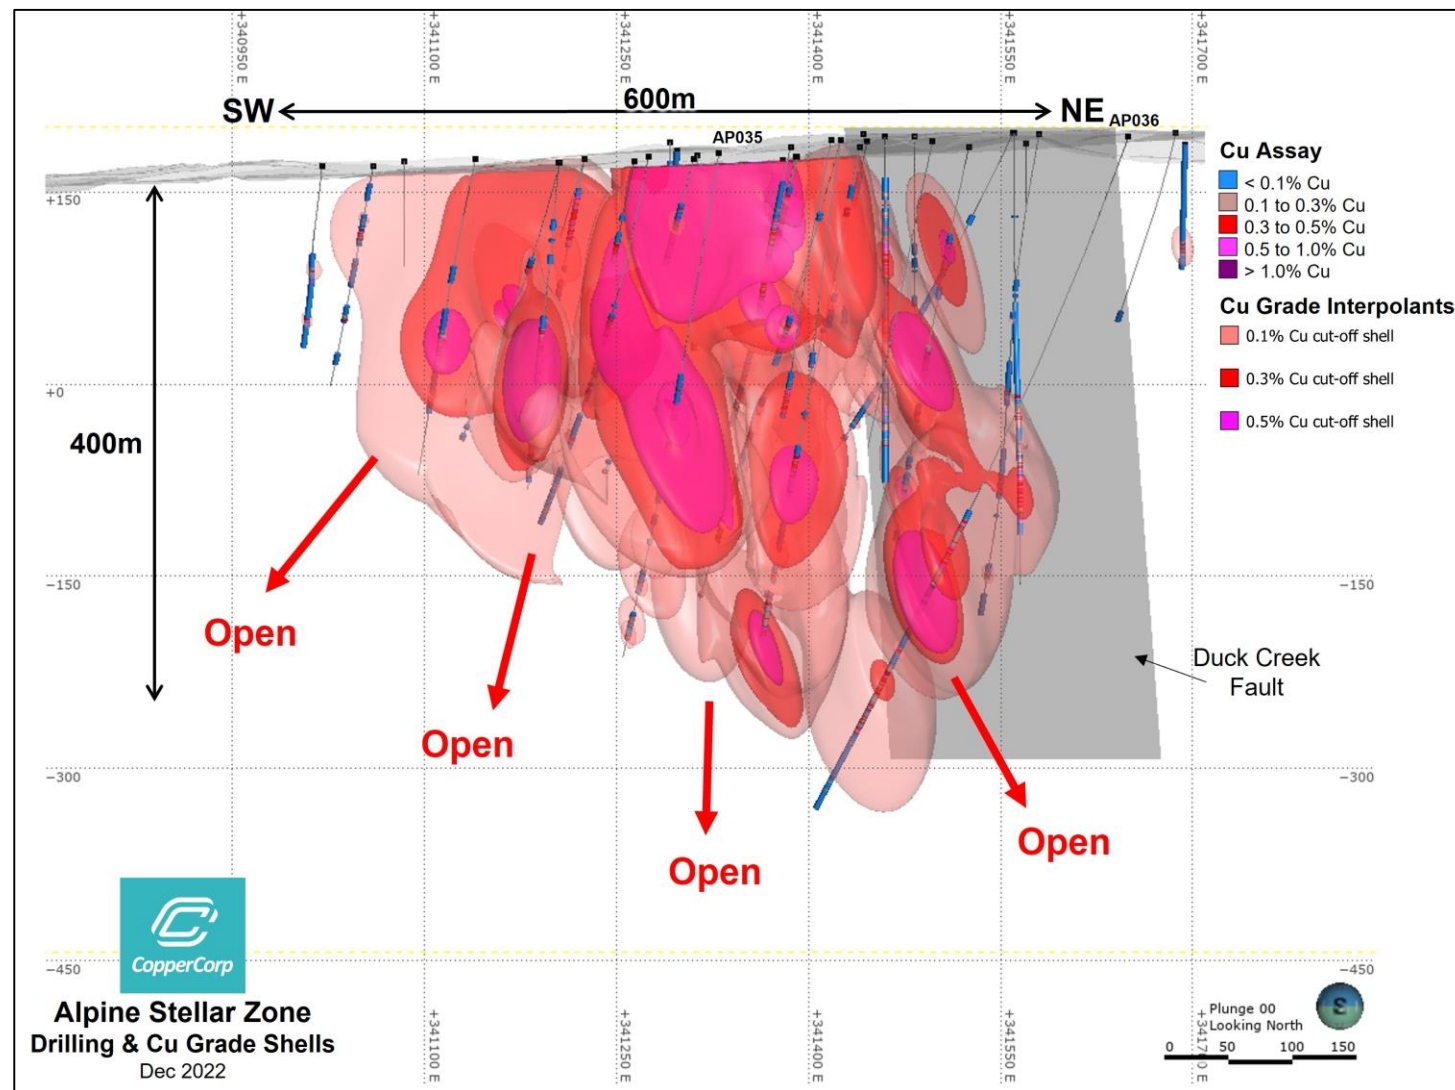 +340950 E
+341100 E
+341250 E
+341400 E
+341550 E
+341700 E
SW
600m
NE
AP035
AP036
+150
+0
-150
-150
-300
-300
-450
-450
400m
Open
Open
Open
Open
Duck Creek
Fault
Cu Assay
< 0.1% Cu
0.1 to 0.3% Cu
0.3 to 0.5% Cu
0.5 to 1.0% Cu
> 1.0% Cu
Cu Grade Interpolants
0.1% Cu cut-off shell
0.3% Cu cut-off shell
0.5% Cu cut-off shell
CopperCorp
Alpine Stellar Zone
Drilling & Cu Grade Shells
Dec 2022
+341100 E
+341250 E
+341400 E
+341550 E
+341700 E
Plunge 00
Looking North
0 50 100 150